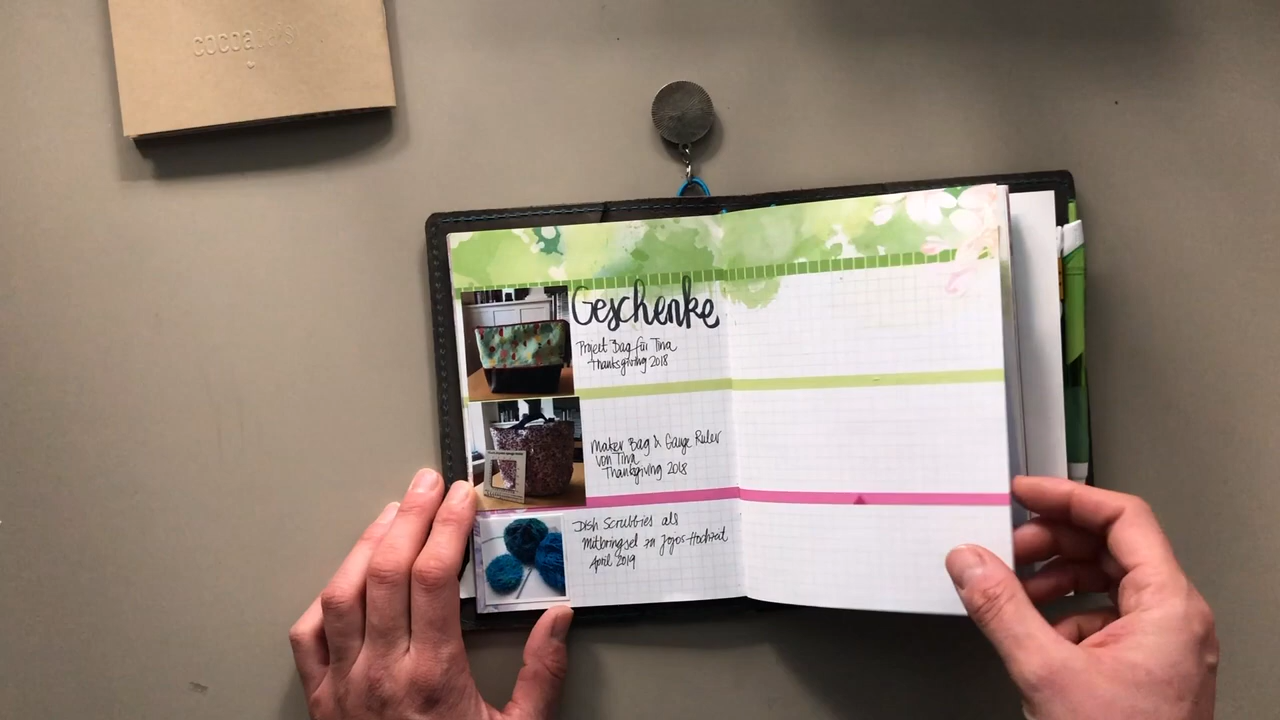 cocoadaisy
Geschenke
Project Bag für Tina
Thanksgiving 2018
Maker Bag & Gauge Ruler
von Tina
Thanksgiving 2018
Dish Scrubbies als
Mitbringsel zu Jojos Hochzeit
April 2019